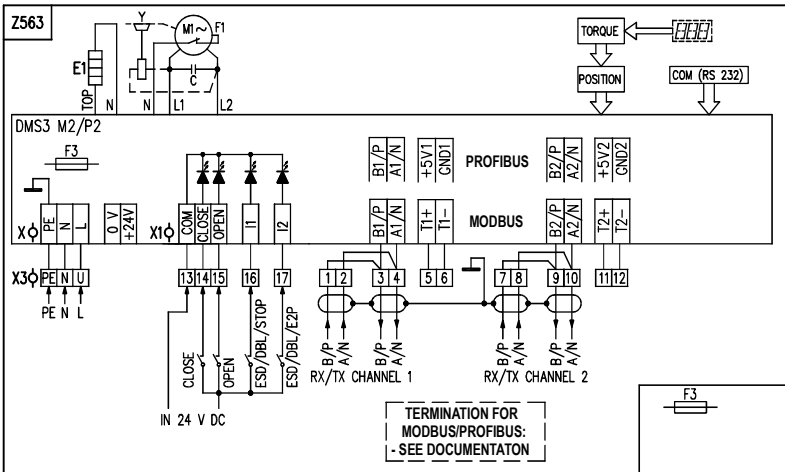 Z563
Y
M1~
F1
TORQUE
E1
C
POSITION
COM (RS 232)
TOP
N
N
L1
L2
DMS3 M2/P2
F3
B1/P
A1/N
+5V1
GND1
PROFIBUS
B2/P
A2/N
+5V2
GND2
X
PE
N
L
0 V
+24V
X1
COM
CLOSE
OPEN
I1
I2
B1/P
A1/N
T1+
T1-
MODBUS
B2/P
A2/N
T2+
T2-
X3
PE N U
13 14 15 16 17
1 2 3 4 5 6
7 8 9 10 11 12
PE N L
CLOSE
OPEN
ESD/DBL/STOP
ESD/DBL/E2P
B/P
A/N
B/P
A/N
B/P
A/N
B/P
A/N
RX/TX CHANNEL 1
RX/TX CHANNEL 2
IN 24 V DC
TERMINATION FOR
MODBUS/PROFIBUS:
- SEE DOCUMENTATON
F3